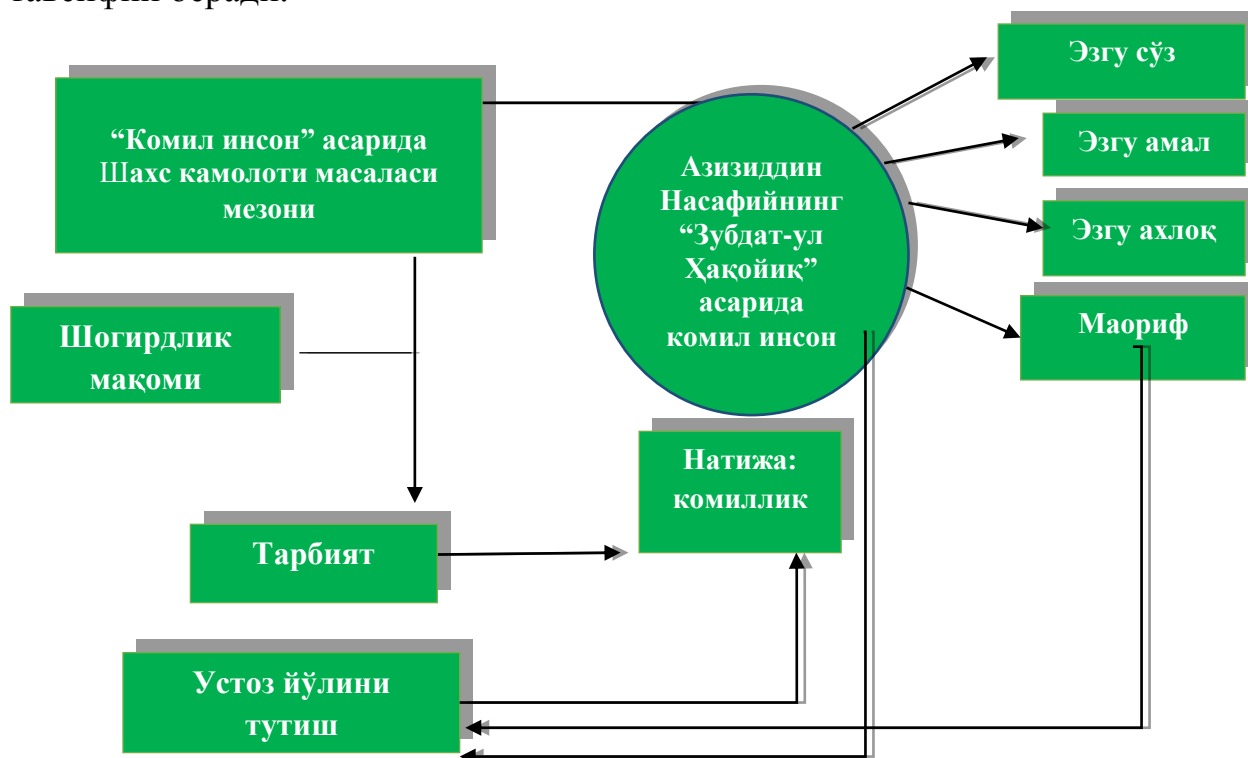 Эзгу сўз
“Комил инсон” асарида
Шахс камолоти масаласи
мезони
Азизиддин
Насафийнинг
“Зубдат-ул
Ҳақойиқ”
асарида
комил инсон
Эзгу амал
Эзгу ахлоқ
Шогирдлик
мақоми
Маориф
Натижа:
комиллик
Тарбият
Устоз йўлини
тутиш